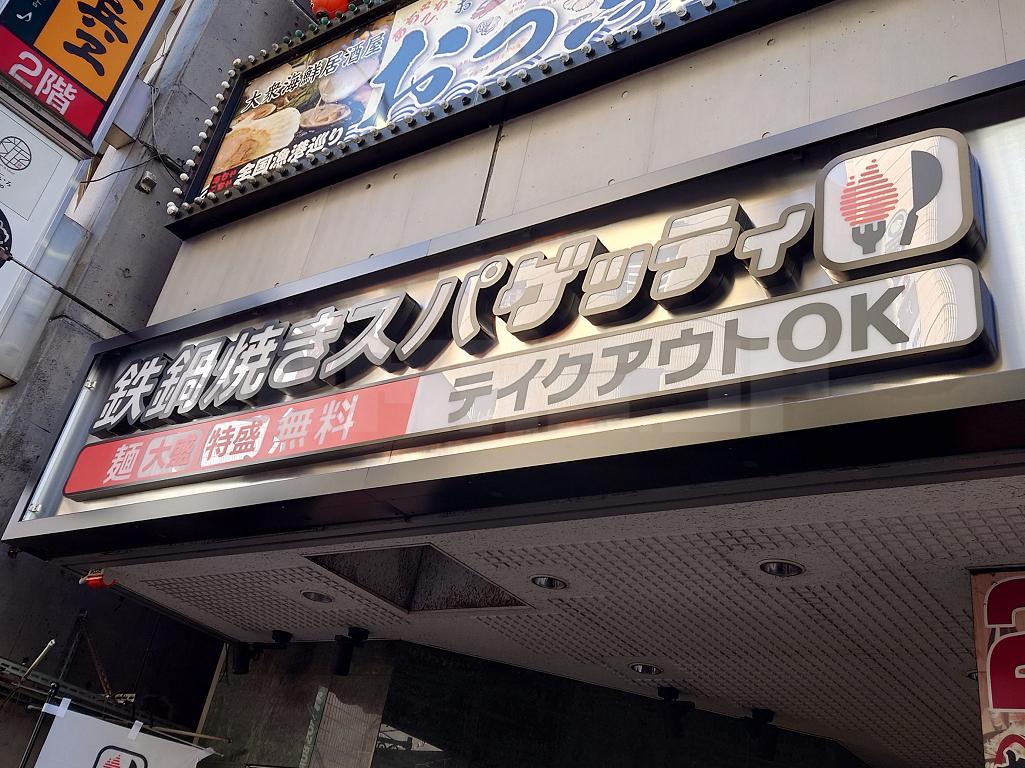 2階
大衆海鮮居酒屋
おつ
全国漁港巡り
鉄鍋焼きスパゲッティ
麺 大盛 特盛 無料
テイクアウトOK